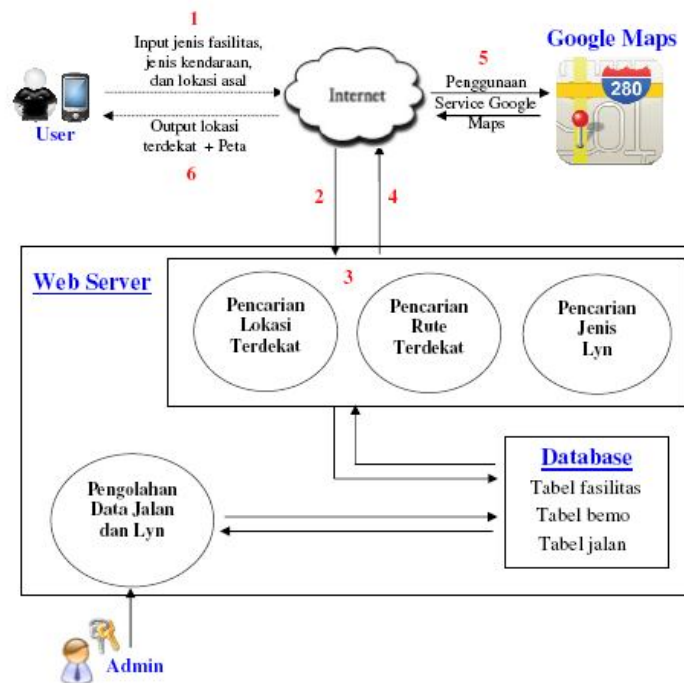 1
Input jenis fasilitas,
jenis kendaraan,
dan lokasi asal
User
Output lokasi
terdekat + Peta
6
Internet
5
Penggunaan
Service Google
Maps
Google Maps
280
2
4
Web Server
3
Pencarian
Lokasi
Terdekat
Pencarian
Rute
Terdekat
Pencarian
Jenis
Lyn
Database
Tabel fasilitas
Tabel bemo
Tabel jalan
Pengolahan
Data Jalan
dan Lyn
Admin